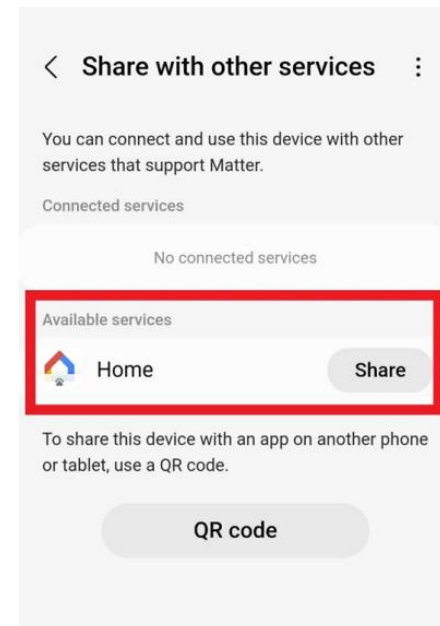 Share with other services
You can connect and use this device with other
services that support Matter.
Connected services
No connected services
Available services
Home
Share
To share this device with an app on another phone
or tablet, use a QR code.
QR code